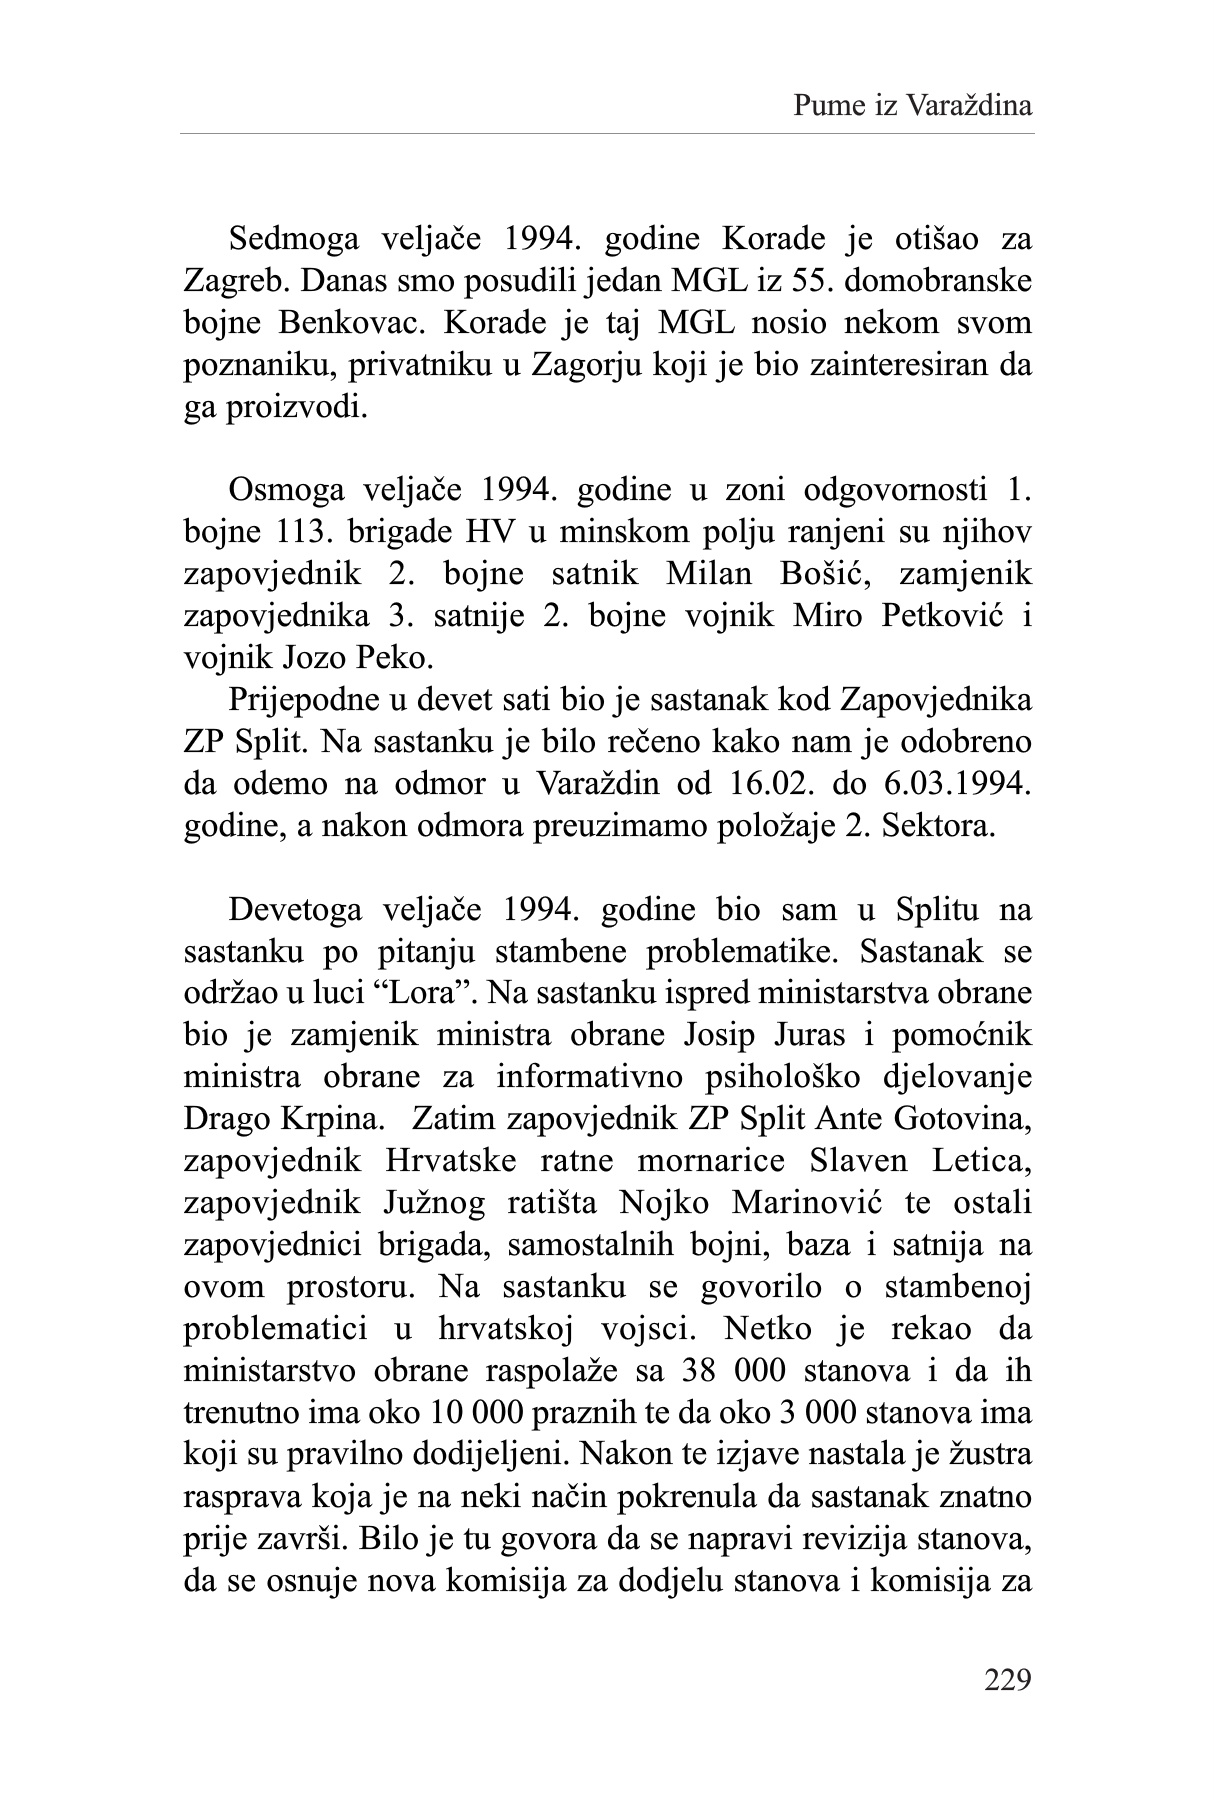 Pume iz Varaždina
Sedmoga veljače 1994. godine Korade je otišao za
Zagreb. Danas smo posudili jedan MGL iz 55. domobranske
bojne Benkovac. Korade je taj MGL nosio nekom svom
poznaniku, privatniku u Zagorju koji je bio zainteresiran da
ga proizvodi.
Osmoga veljače 1994. godine u zoni odgovornosti 1.
bojne 113. brigade HV u minskom polju ranjeni su njihov
zapovjednik 2. bojne satnik Milan Bošić, zamjenik
zapovjednika 3. satnije 2. bojne vojnik Miro Petković i
vojnik Jozo Peko.
Prijepodne u devet sati bio je sastanak kod Zapovjednika
ZP Split. Na sastanku je bilo rečeno kako nam je odobreno
da odemo na odmor u Varaždin od 16.02. do 6.03.1994.
godine, a nakon odmora preuzimamo položaje 2. Sektora.
Devetoga veljače 1994. godine bio sam u Splitu na
sastanku po pitanju stambene problematike. Sastanak se
održao u luci “Lora”. Na sastanku ispred ministarstva obrane
bio je zamjenik ministra obrane Josip Juras i pomoćnik
ministra obrane za informativno psihološko djelovanje
Drago Krpina. Zatim zapovjednik ZP Split Ante Gotovina,
zapovjednik Hrvatske ratne mornarice Slaven Letica,
zapovjednik Južnog ratišta Nojko Marinović te ostali
zapovjednici brigada, samostalnih bojni, baza i satnija na
ovom prostoru. Na sastanku se govorilo o stambenoj
problematici u hrvatskoj vojsci. Netko je rekao da
ministarstvo obrane raspolaže sa 38 000 stanova i da ih
trenutno ima oko 10 000 praznih te da oko 3 000 stanova ima
koji su pravilno dodijeljeni. Nakon te izjave nastala je žustra
rasprava koja je na neki način pokrenula da sastanak znatno
prije završi. Bilo je tu govora da se napravi revizija stanova,
da se osnuje nova komisija za dodjelu stanova i komisija za
229